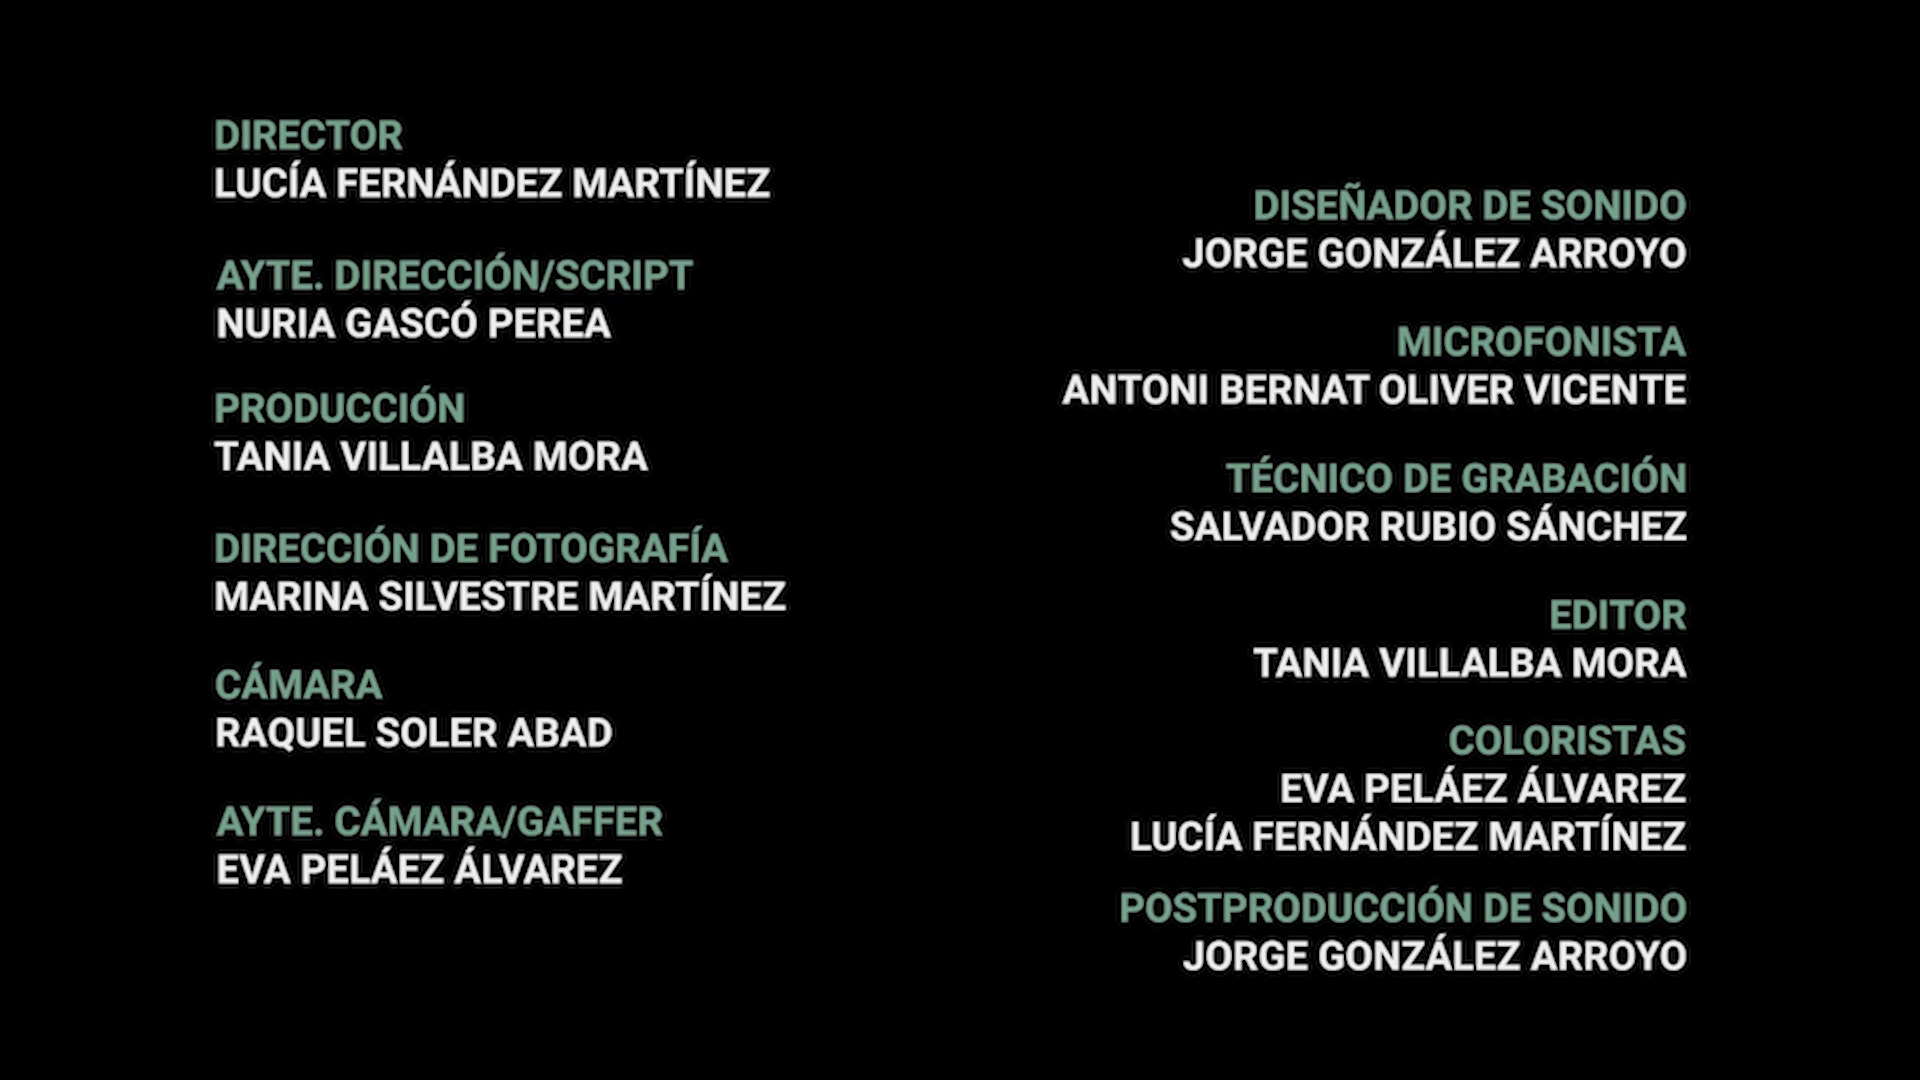 DIRECTOR
LUCÍA FERNÁNDEZ MARTÍNEZ
AYTE. DIRECCIÓN/SCRIPT
NURIA GASCÓ PEREA
PRODUCCIÓN
TANIA VILLALBA MORA
DIRECCIÓN DE FOTOGRAFÍA
MARINA SILVESTRE MARTÍNEZ
CÁMARA
RAQUEL SOLER ABAD
AYTE. CÁMARA/GAFFER
EVA PELÁEZ ÁLVAREZ
DISEÑADOR DE SONIDO
JORGE GONZÁLEZ ARROYO
MICROFONISTA
ANTONI BERNAT OLIVER VICENTE
TÉCNICO DE GRABACIÓN
SALVADOR RUBIO SÁNCHEZ
EDITOR
TANIA VILLALBA MORA
COLORISTAS
EVA PELÁEZ ÁLVAREZ
LUCÍA FERNÁNDEZ MARTÍNEZ
POSTPRODUCCIÓN DE SONIDO
JORGE GONZÁLEZ ARROYO